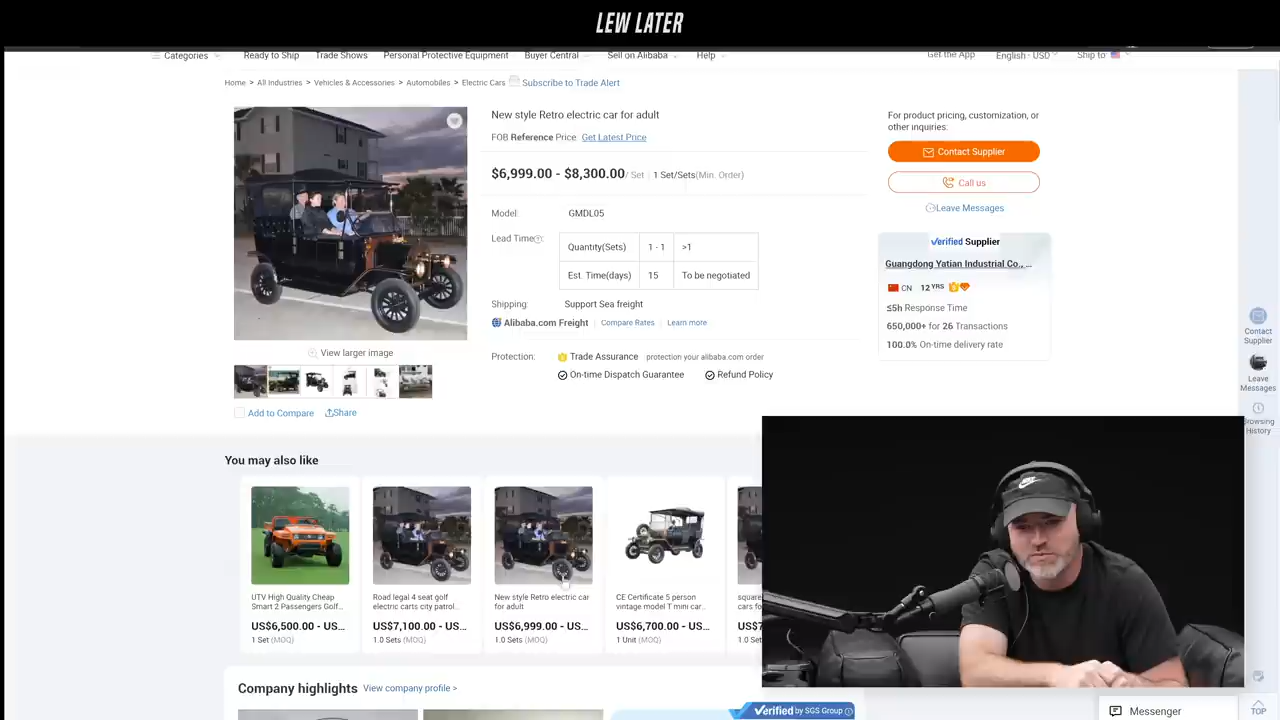 LEW LATER
Categories Ready to Ship Trade Shows Personal Protective Equipment Buyer Central Sell on Alibaba Help Get the App English - USD Ship to
Home > All Industries > Vehicles & Accessories > Automobiles > Electric Cars Subscribe to Trade Alert
New style Retro electric car for adult
FOB Reference Price Get Latest Price
$6,999.00 - $8,300.00 / Set | 1 Set/Sets(Min. Order)
Model: GMDL05
Lead Time :
Quantity(Sets) 1 - 1 >1
Est. Time(days) 15 To be negotiated
Shipping: Support Sea freight
Alibaba.com Freight | Compare Rates | Learn more
Protection: Trade Assurance protection your alibaba.com order
On-time Dispatch Guarantee Refund Policy
View larger image
Add to Compare Share
For product pricing, customization, or
other inquiries:
Contact Supplier
Call us
Leave Messages
Verified Supplier
Guangdong Yatian Industrial Co., ...
CN 12 YRS
≤5h Response Time
650,000+ for 26 Transactions
100.0% On-time delivery rate
Contact
Supplier
Leave
Messages
Browsing
History
You may also like
UTV High Quality Cheap
Smart 2 Passengers Golf...
US$6,500.00 - US...
1 Set (MOQ)
Road legal 4 seat golf
electric carts city patrol...
US$7,100.00 - US...
1.0 Sets (MOQ)
New style Retro electric car
for adult
US$6,999.00 - US...
1.0 Sets (MOQ)
CE Certificate 5 person
vintage model T mini car...
US$6,700.00 - US...
1 Unit (MOQ)
square
cars fo
US$7
1.0 Set
Company highlights View company profile >
Verified by SGS Group
Messenger
TOP